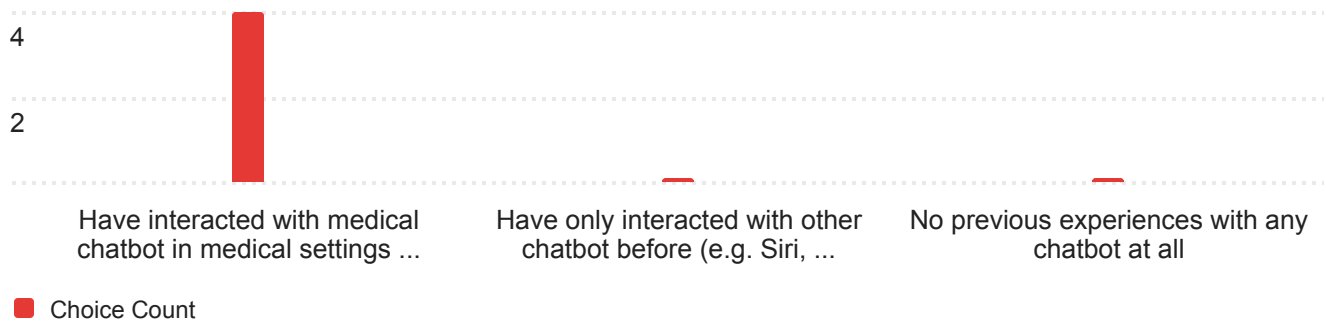 4
2
Have interacted with medical
chatbot in medical settings ...
Have only interacted with other
chatbot before (e.g. Siri, ...
No previous experiences with any
chatbot at all
Choice Count